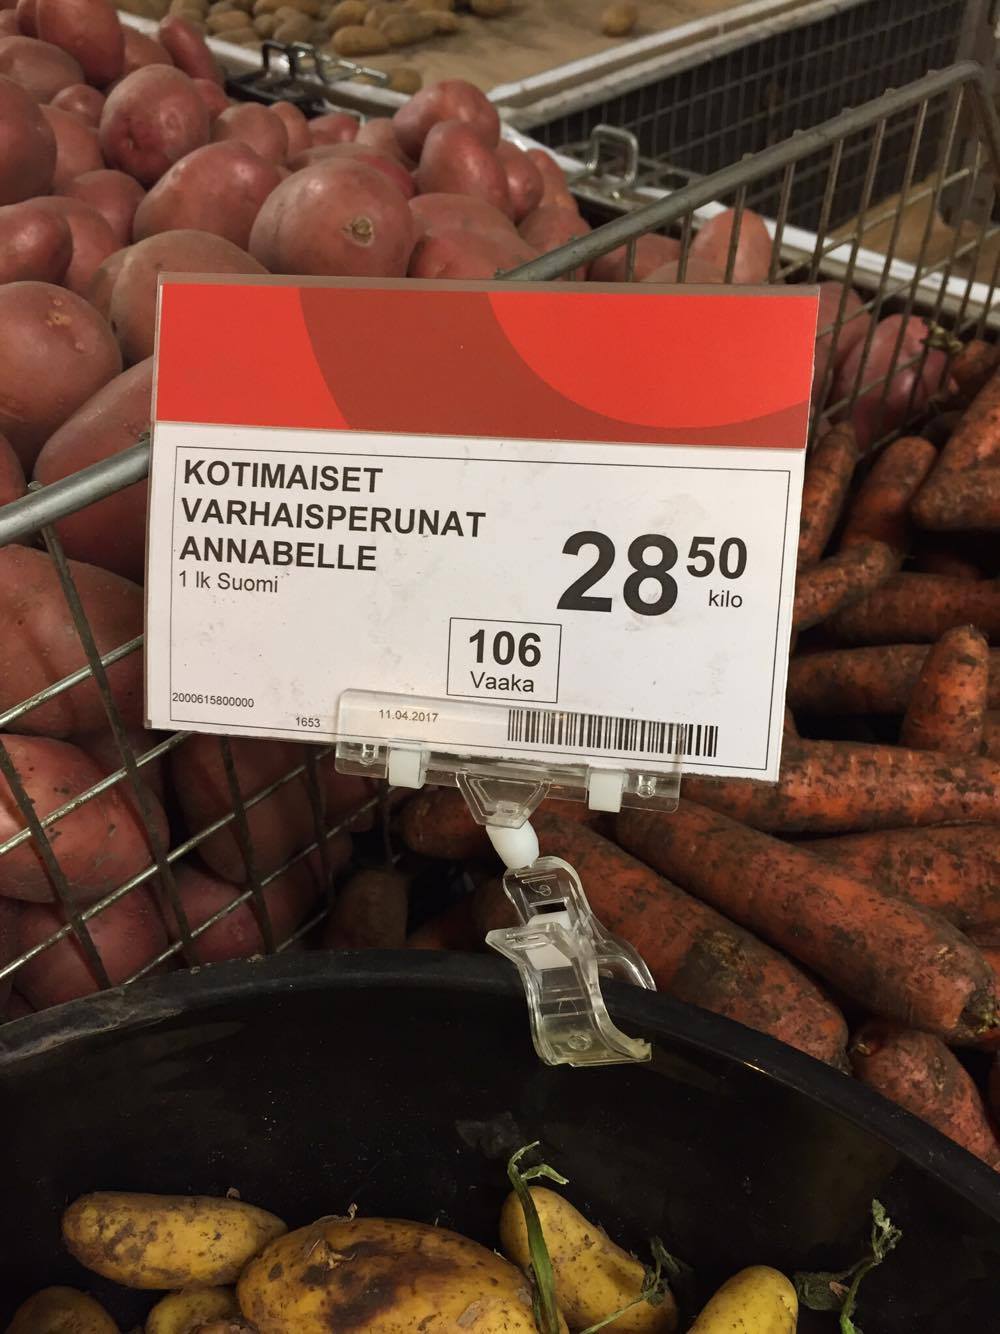 KOTIMAISET
VARHAISPERUNAT
ANNABELLE
1 lk Suomi
28 50
kilo
106
Vaaka
2000615800000
1653
11.04.2017